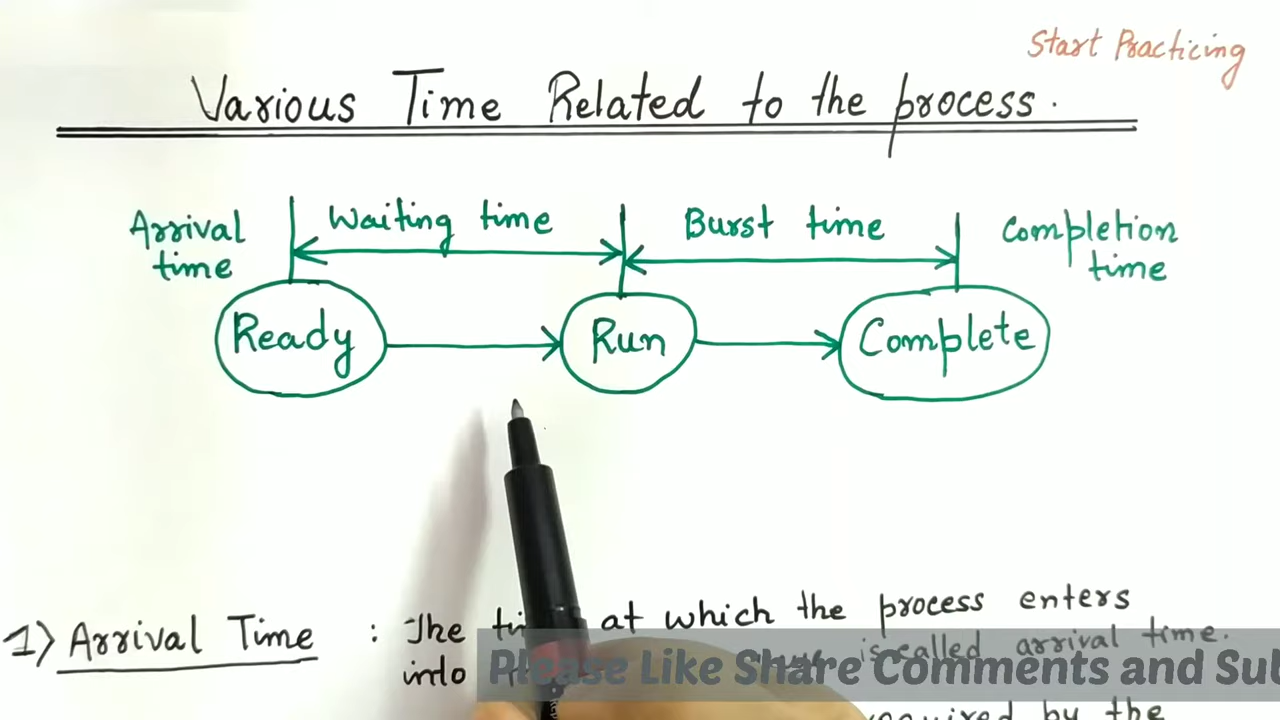 Start Practicing
Various Time Related to the process.
Arrival time
Waiting time
Burst time
Completion time
Ready
Run
Complete
1) Arrival Time : The at which the process enters
into is called arrival time.
Please Like Share Comments and Su
required by the